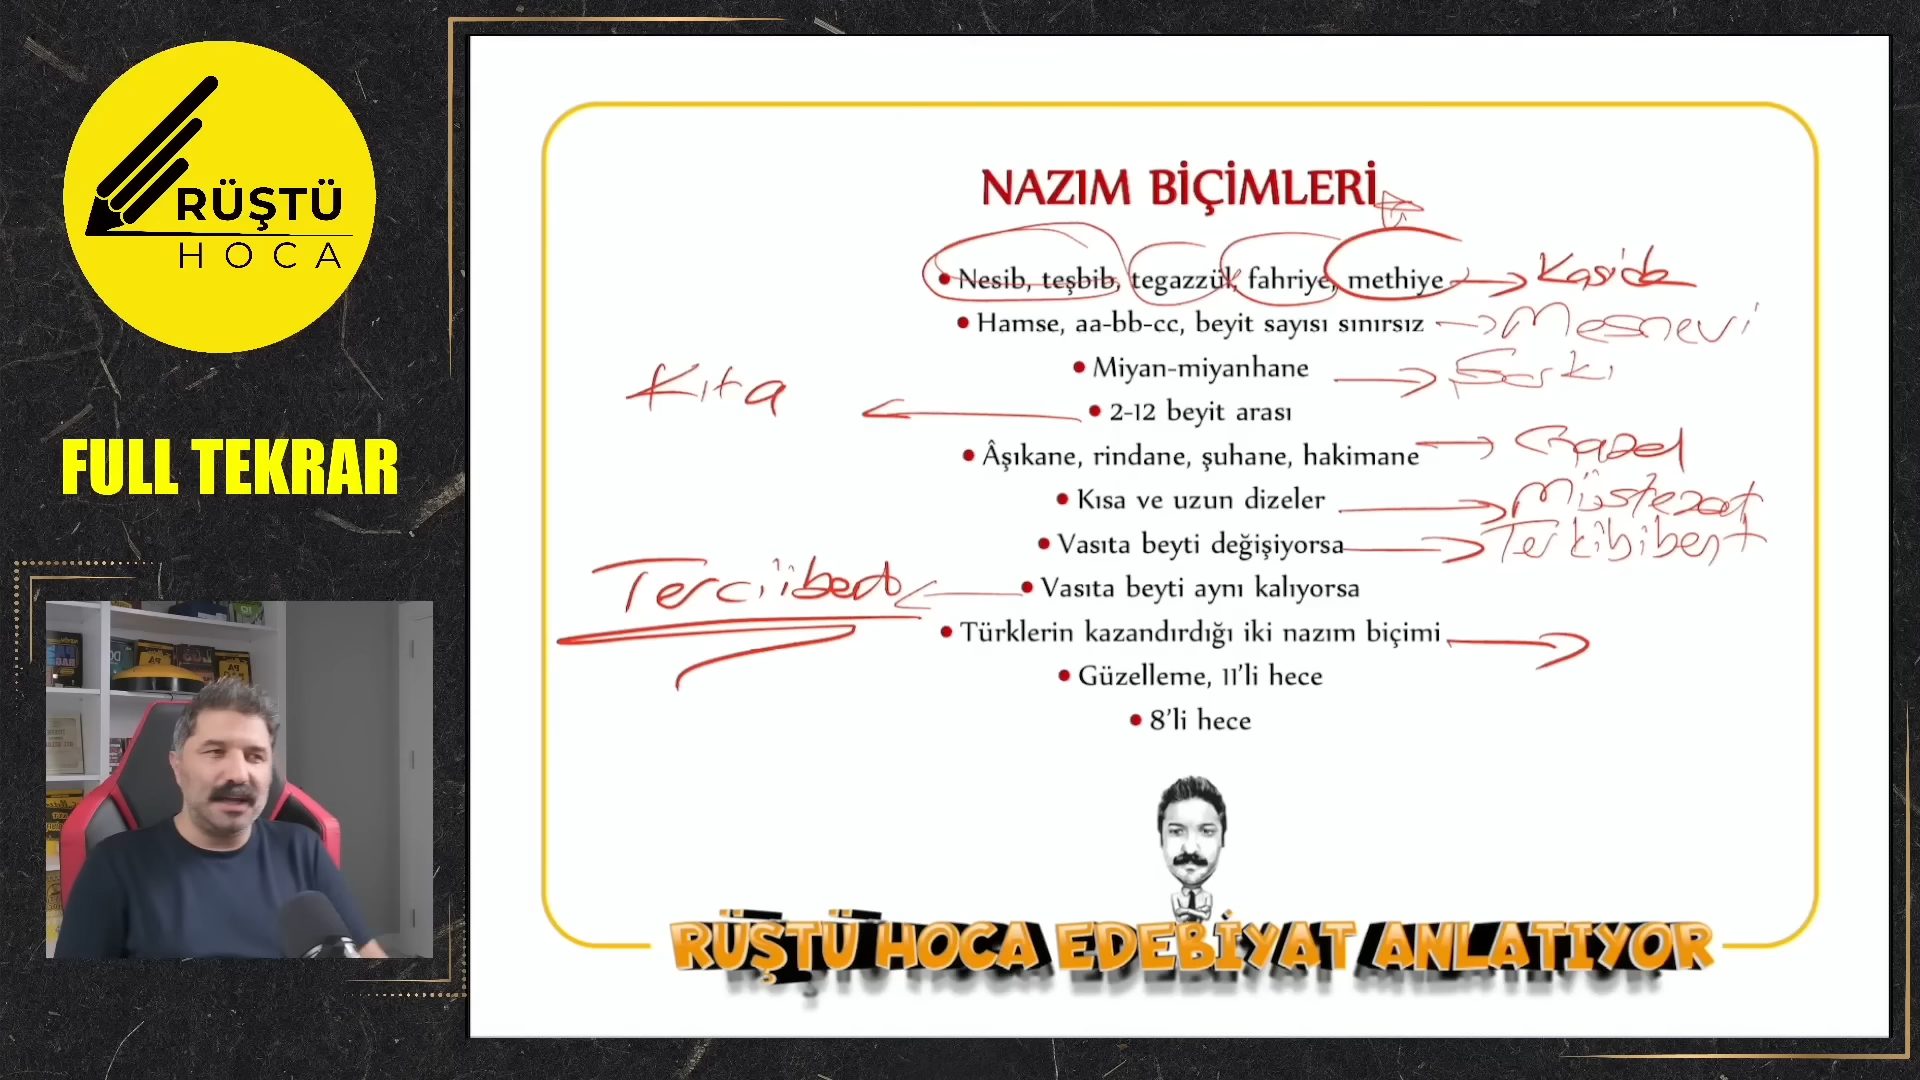 RÜŞTÜ
HOCA
FULL TEKRAR
NAZIM BİÇİMLERİ
• Nesib, teşbib, tegazzül, fahriye, methiye → Kaside
• Hamse, aa-bb-cc, beyit sayısı sınırsız → Mesnevi
• Miyan-miyanhane → Şarkı
Kıta ← • 2-12 beyit arası
• Âşıkane, rindane, şuhane, hakimane → Gazel
• Kısa ve uzun dizeler → Müstezat
• Vasıta beyti değişiyorsa → Terkibibent
Terciibent ← • Vasıta beyti aynı kalıyorsa
• Türklerin kazandırdığı iki nazım biçimi →
• Güzelleme, 11'li hece
• 8'li hece
RÜŞTÜ HOCA EDEBİYAT ANLATIYOR